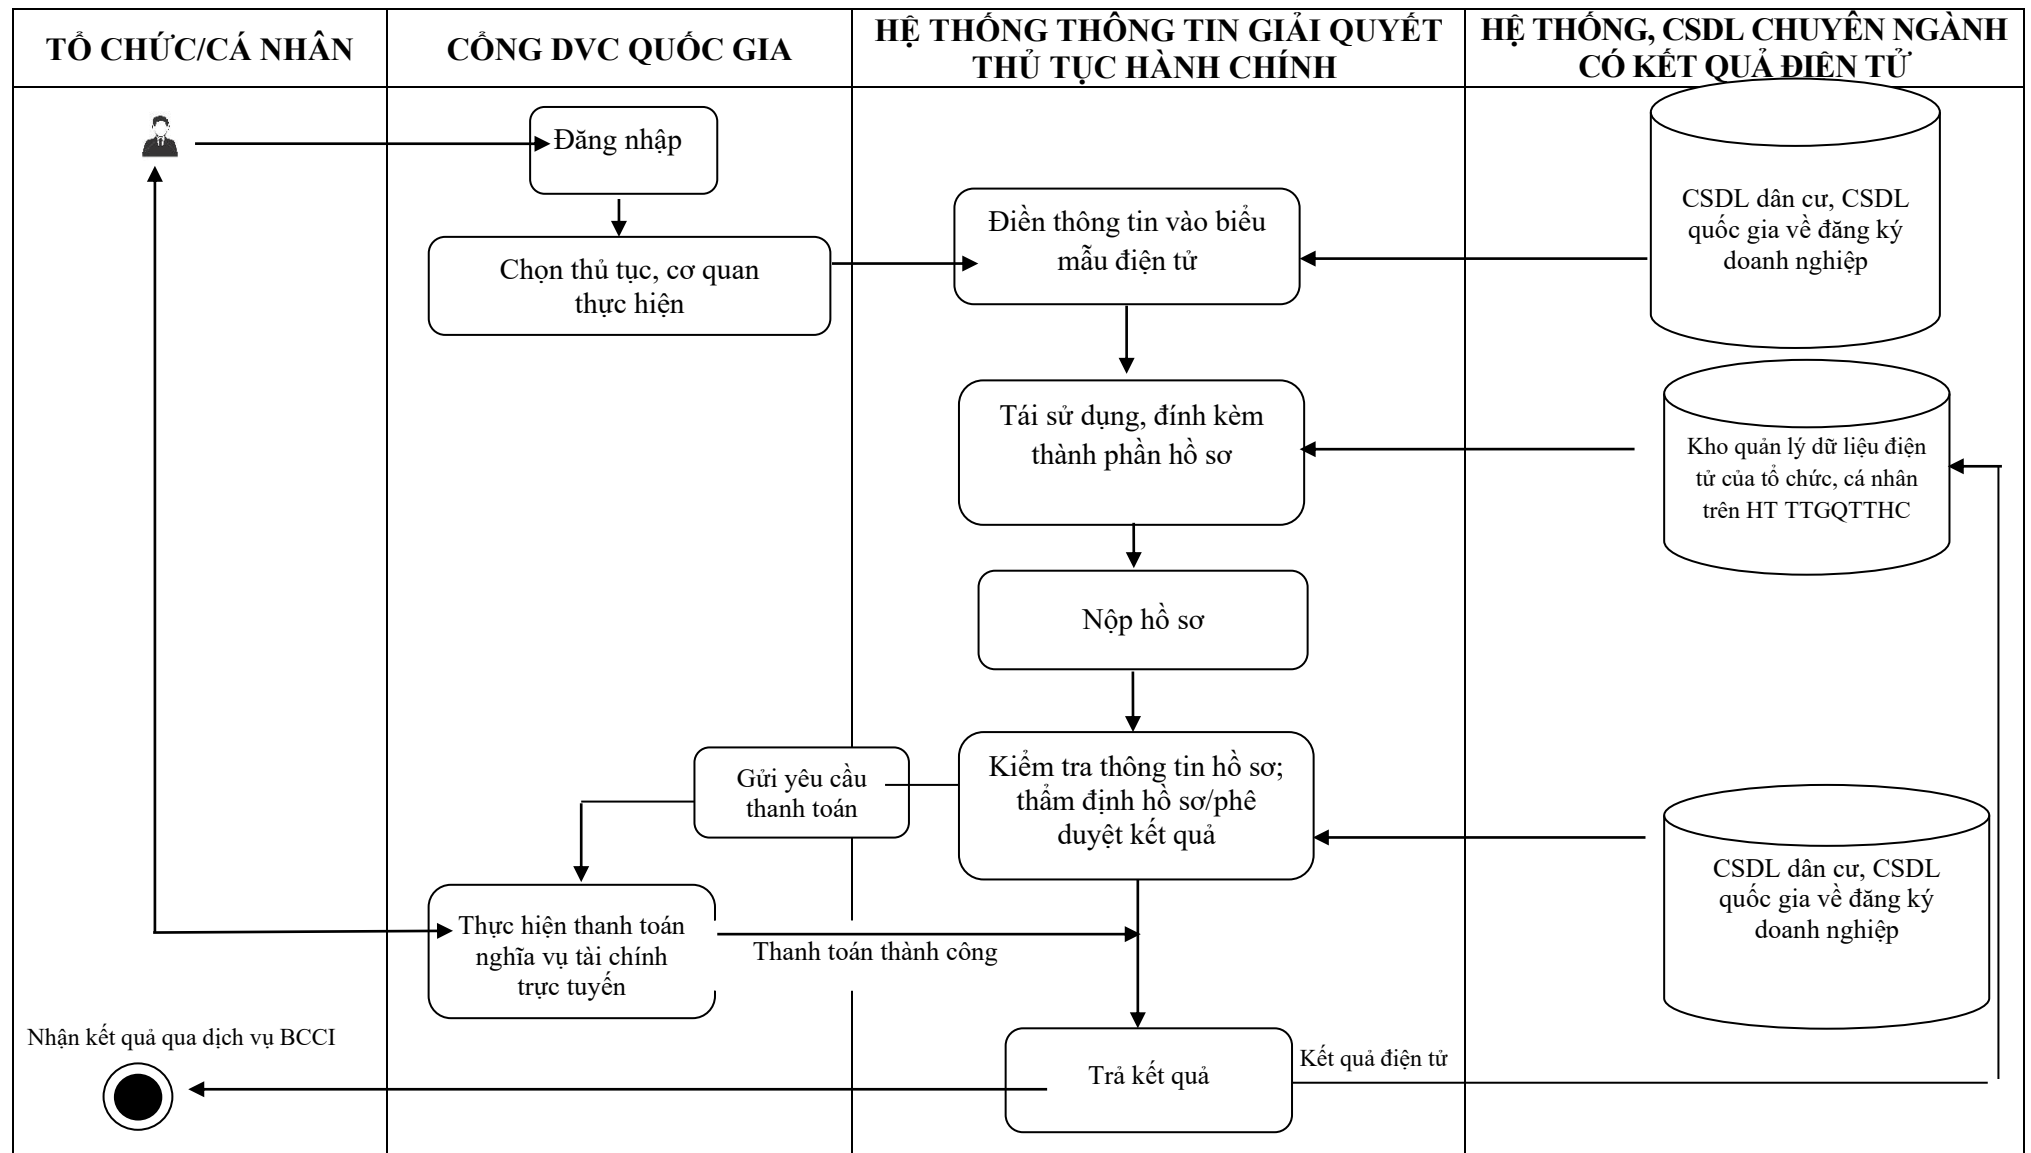 TỔ CHỨC/CÁ NHÂN
CỔNG DVC QUỐC GIA
HỆ THỐNG THÔNG TIN GIẢI QUYẾT
THỦ TỤC HÀNH CHÍNH
HỆ THỐNG, CSDL CHUYÊN NGÀNH
CÓ KẾT QUẢ ĐIỆN TỬ
Đăng nhập
Chọn thủ tục, cơ quan
thực hiện
Điền thông tin vào biểu
mẫu điện tử
CSDL dân cư, CSDL
quốc gia về đăng ký
doanh nghiệp
Tái sử dụng, đính kèm
thành phần hồ sơ
Kho quản lý dữ liệu điện
tử của tổ chức, cá nhân
trên HT TTGQTTHC
Nộp hồ sơ
Gửi yêu cầu
thanh toán
Kiểm tra thông tin hồ sơ;
thẩm định hồ sơ/phê
duyệt kết quả
CSDL dân cư, CSDL
quốc gia về đăng ký
doanh nghiệp
Thực hiện thanh toán
nghĩa vụ tài chính
trực tuyến
Thanh toán thành công
Nhận kết quả qua dịch vụ BCCI
Trả kết quả
Kết quả điện tử